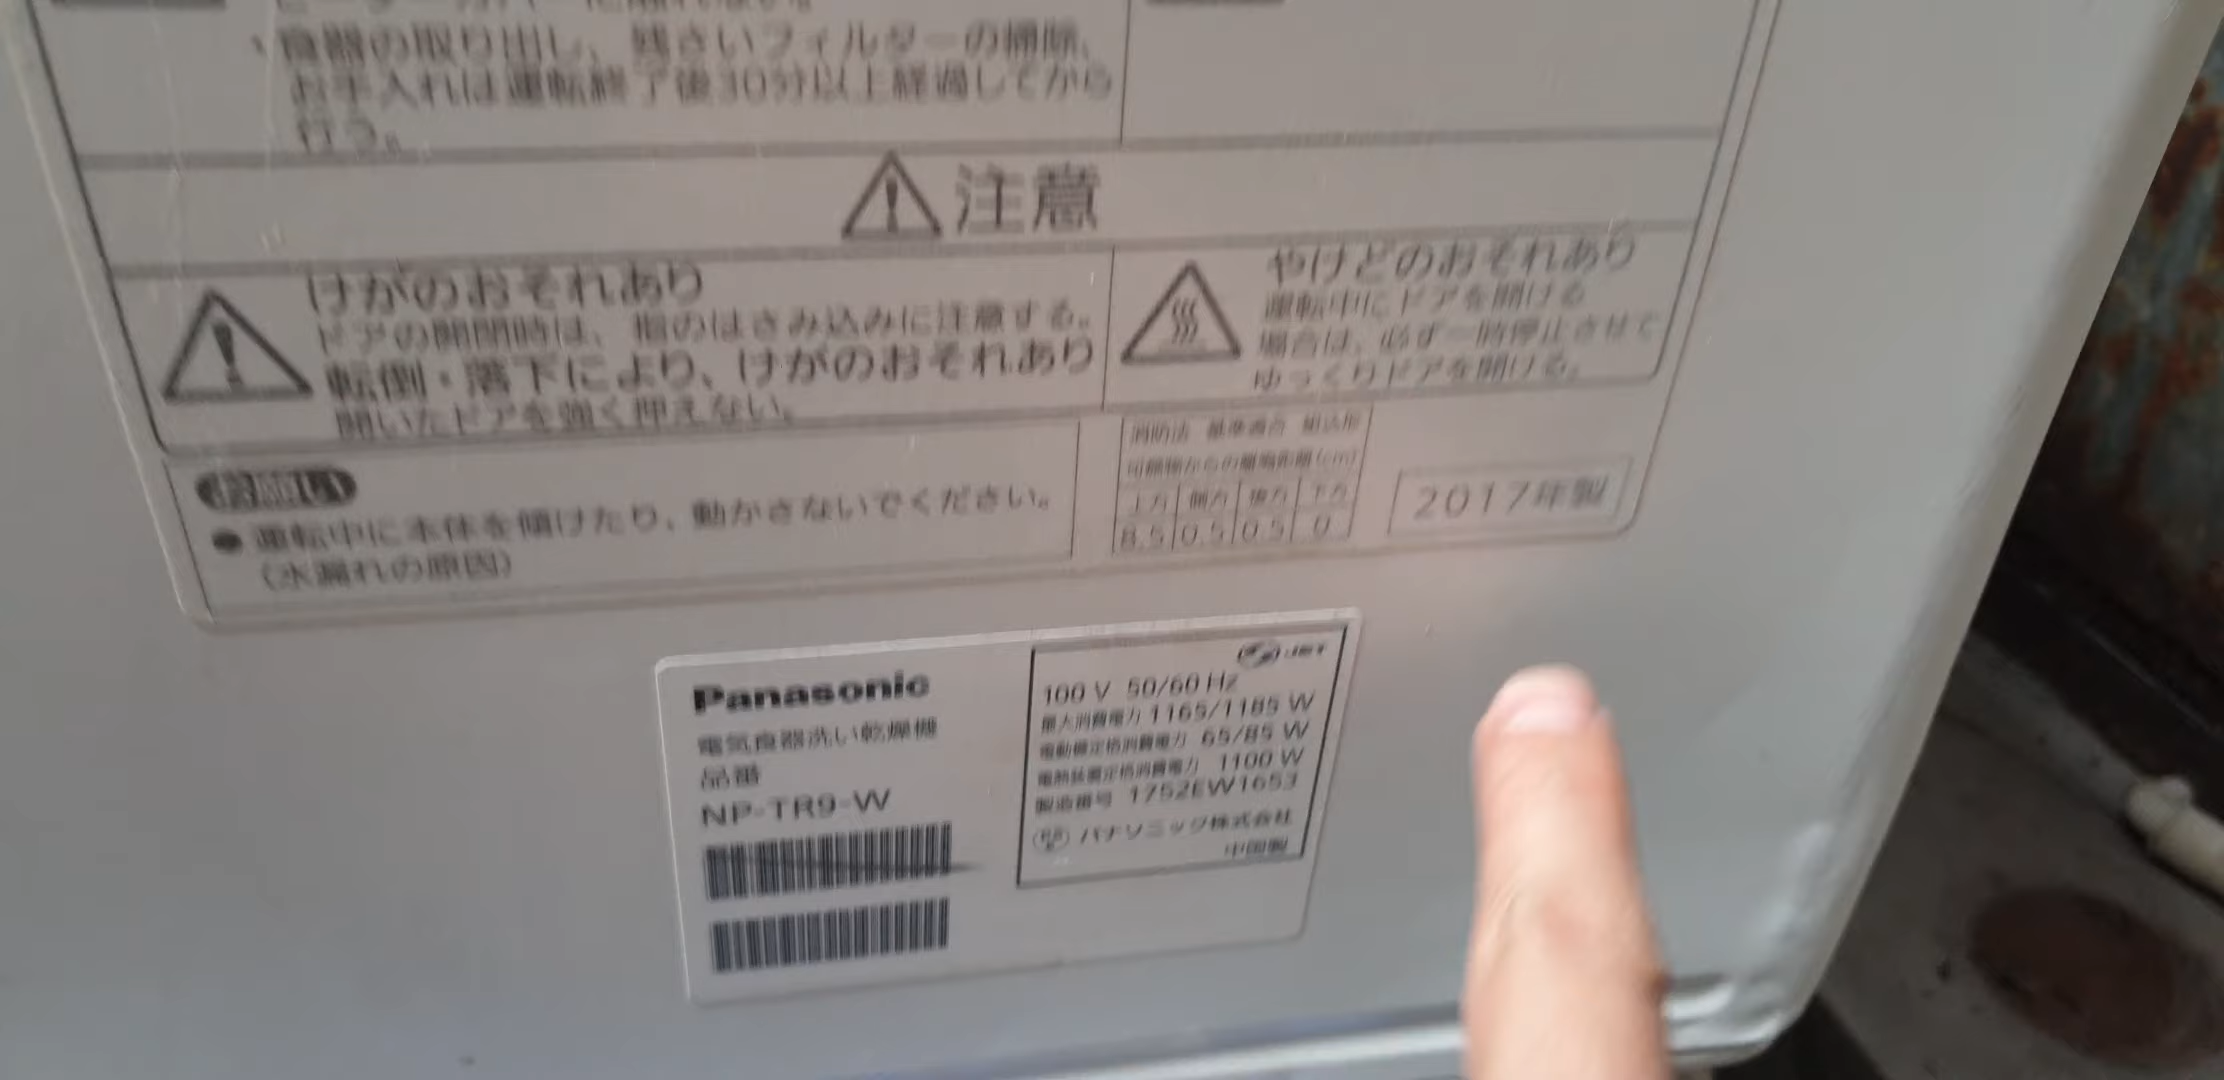 食器の取り出し、残さいフィルターの掃除、
お手入れは運転終了後30分以上経過してから
行う。
注意
けがのおそれあり
ドアの開閉時は、指のはさみ込みに注意する。
転倒・落下により、けがのおそれあり
開いたドアを強く押えない。
やけどのおそれあり
運転中にドアを開ける
場合は、必ず一時停止させて
ゆっくりドアを開ける。
お願い
●運転中に本体を傾けたり、動かさないでください。
(水漏れの原因)
消防法 基準適合 組込形
可燃物からの離隔距離(cm)
上方 側方 後方 下方
8.5 0.5 0.5 0
2017年製
Panasonic
電気食器洗い乾燥機
品番
NP-TR9-W
JET
100 V 50/60 Hz
最大消費電力 1165/1185 W
電動機定格消費電力 65/85 W
電熱装置定格消費電力 1100 W
製造番号 1752EW1653
パナソニック株式会社
中国製